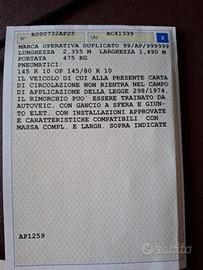 N° R000732AP25 (A) AC41339 3
MARCA OPERATIVA DUPLICATO 99/AP/999999
LUNGHEZZA 2,355 M LARGHEZZA 1,490 M
PORTATA 475 KG
PNEUMATICI:
145 R 10 OP 145/80 R 10
IL VEICOLO DI CUI ALLA PRESENTE CARTA
DI CIRCOLAZIONE NON RIENTRA NEL CAMPO
DI APPLICAZIONE DELLA LEGGE 298/1974.
IL RIMORCHIO PUO ESSERE TRAINATO DA
AUTOVEIC. CON GANCIO A SFERA E GIUN-
TO ELET. CON INSTALLAZIONI APPROVATE
E CARATTERISTICHE COMPATIBILI CON
MASSA COMPL. E LARGH. SOPRA INDICATE
AP1259
Subito